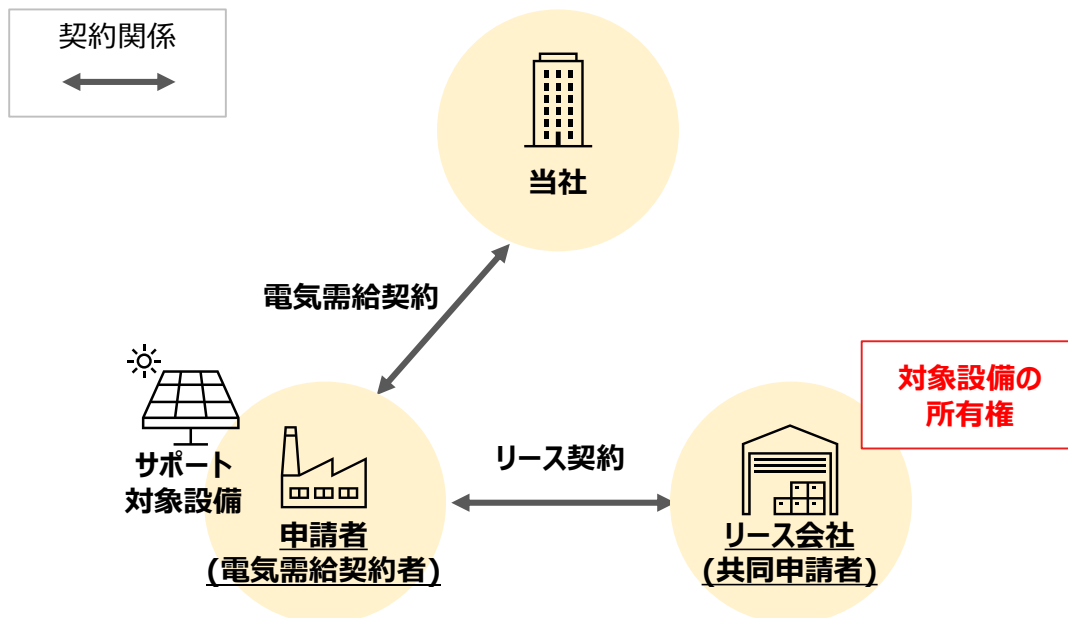 契約関係
当社
電気需給契約
対象設備の
所有権
サポート
対象設備
リース契約
申請者
(電気需給契約者)
リース会社
(共同申請者)